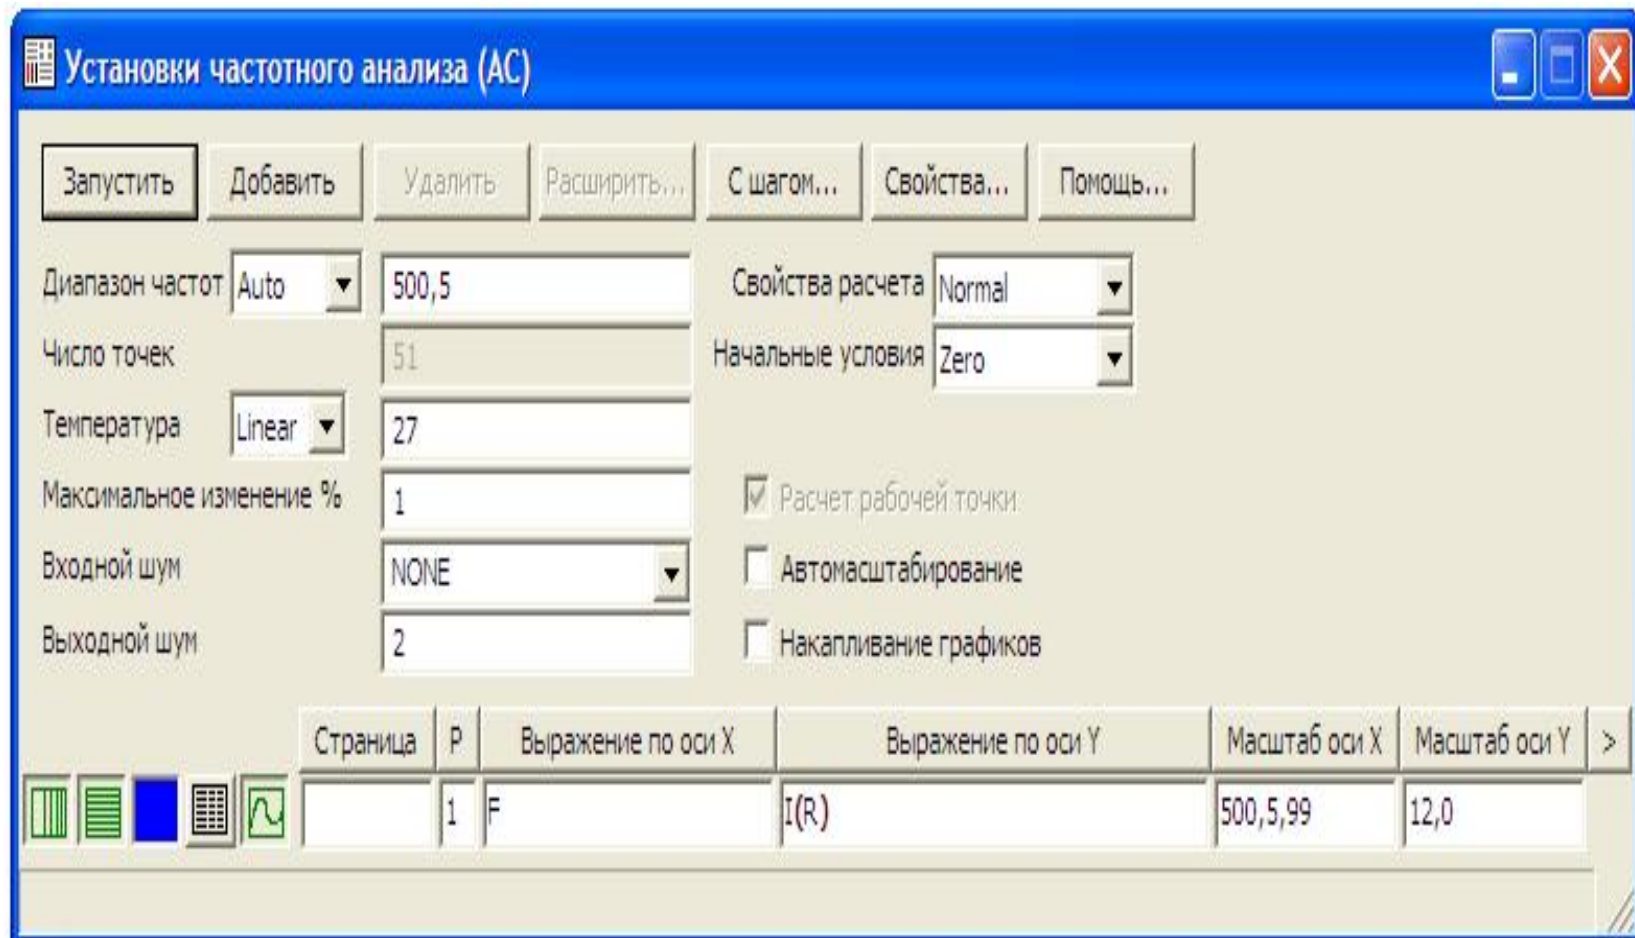 Установки частотного анализа (AC)
Запустить Добавить Удалить Расширить... С шагом... Свойства... Помощь...
Диапазон частот Auto 500,5 Свойства расчета Normal
Число точек 51 Начальные условия Zero
Температура Linear 27
Максимальное изменение % 1 Расчет рабочей точки
Входной шум NONE Автомасштабирование
Выходной шум 2 Накапливание графиков
Страница P Выражение по оси X Выражение по оси Y Масштаб оси X Масштаб оси Y >
1 F I(R) 500,5,99 12,0